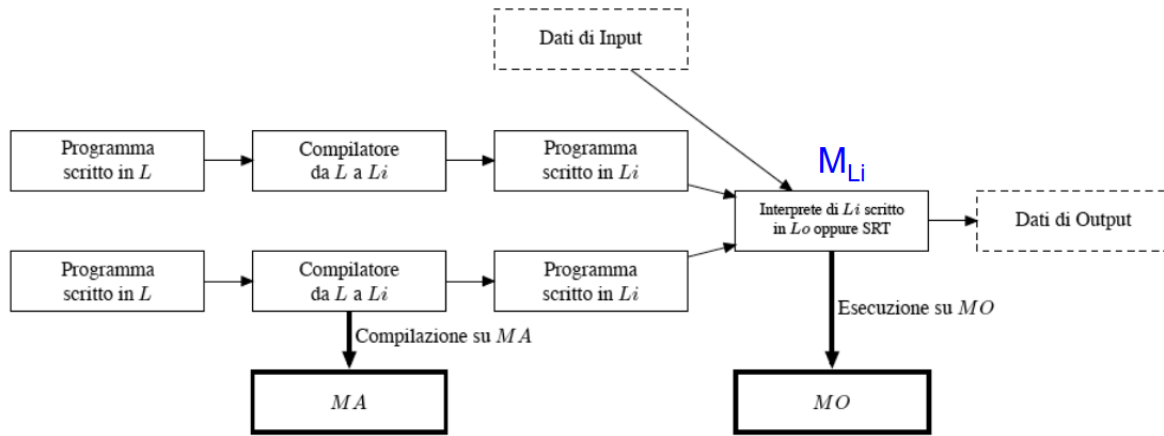 Dati di Input
Programma
scritto in L
Compilatore
da L a Li
Programma
scritto in Li
M_Li
Interprete di Li scritto
in Lo oppure SRT
Dati di Output
Programma
scritto in L
Compilatore
da L a Li
Programma
scritto in Li
Compilazione su MA
Esecuzione su MO
MA
MO